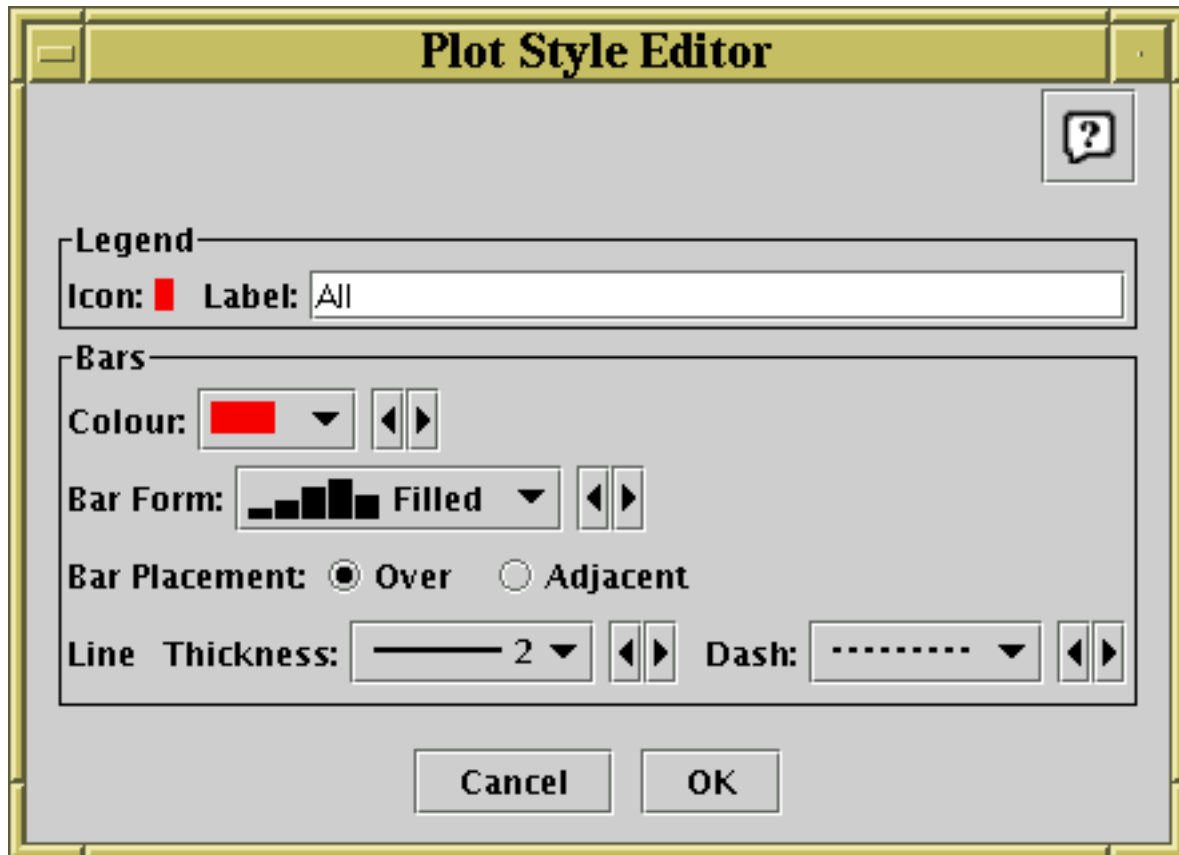 Plot Style Editor
?
Legend
Icon: Label: All
Bars
Colour:
Bar Form: Filled
Bar Placement: Over Adjacent
Line Thickness: 2 Dash:
Cancel OK